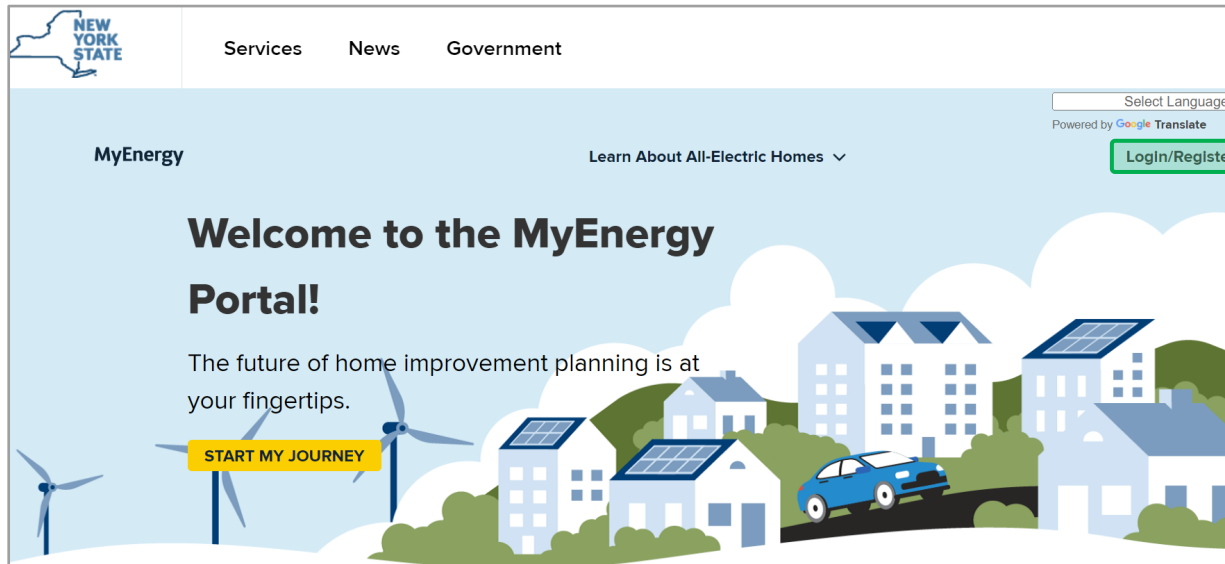 NEW
YORK
STATE
Services News Government
Select Language
Powered by Google Translate
MyEnergy Learn About All-Electric Homes Login/Registe
Welcome to the MyEnergy
Portal!
The future of home improvement planning is at
your fingertips.
START MY JOURNEY